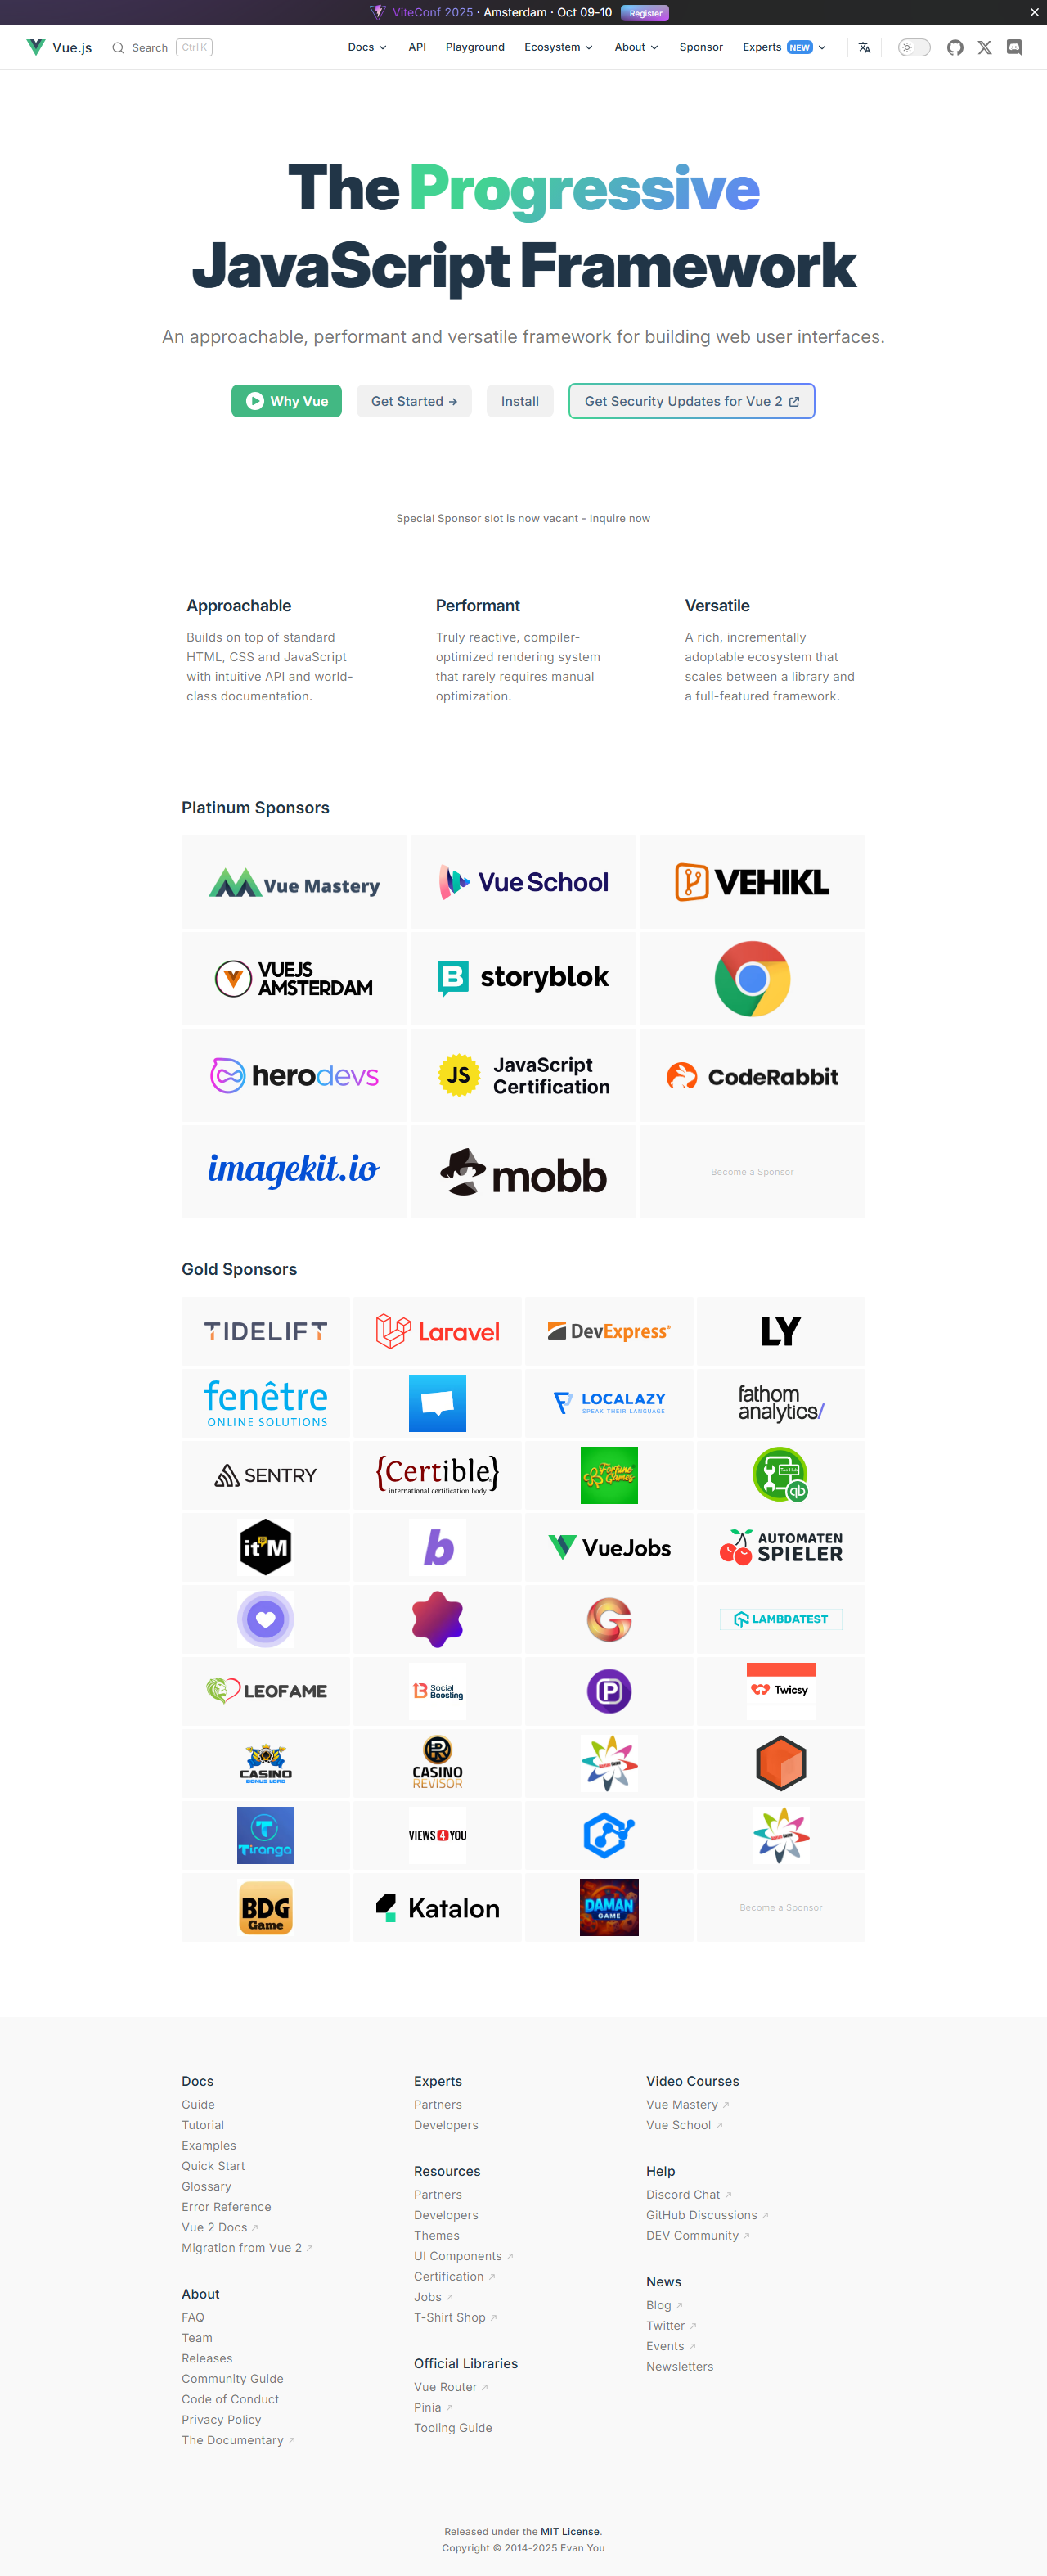 ViteConf 2025 · Amsterdam · Oct 09-10 Register
Vue.js Search Ctrl K Docs API Playground Ecosystem About Sponsor Experts NEW
The Progressive
JavaScript Framework
An approachable, performant and versatile framework for building web user interfaces.
Why Vue Get Started → Install Get Security Updates for Vue 2
Special Sponsor slot is now vacant - Inquire now
Approachable
Builds on top of standard
HTML, CSS and JavaScript
with intuitive API and world-
class documentation.
Performant
Truly reactive, compiler-
optimized rendering system
that rarely requires manual
optimization.
Versatile
A rich, incrementally
adoptable ecosystem that
scales between a library and
a full-featured framework.
Platinum Sponsors
Vue Mastery
Vue School
VEHIKL
VUEJS
AMSTERDAM
storyblok
herodevs
JS
JavaScript
Certification
CodeRabbit
imagekit.io
mobb
Become a Sponsor
Gold Sponsors
TIDELIFT
Laravel
DevExpress
LY
fenêtre
ONLINE SOLUTIONS
LOCALAZY
SPEAK THEIR LANGUAGE
fathom
analytics/
SENTRY
{Certible}
international certification body
Fortune
Games
qb
it'M
b
VueJobs
AUTOMATEN
SPIELER
G
LAMBDATEST
LEOFAME
Social
Boosting
P
Twicsy
CASINO
BONUS LORD
CASINO
REVISOR
T
Tiranga
VIEWS4YOU
BDG
Game
Katalon
DAMAN
GAME
Become a Sponsor
Docs
Guide
Tutorial
Examples
Quick Start
Glossary
Error Reference
Vue 2 Docs
Migration from Vue 2
About
FAQ
Team
Releases
Community Guide
Code of Conduct
Privacy Policy
The Documentary
Experts
Partners
Developers
Resources
Partners
Developers
Themes
UI Components
Certification
Jobs
T-Shirt Shop
Official Libraries
Vue Router
Pinia
Tooling Guide
Video Courses
Vue Mastery
Vue School
Help
Discord Chat
GitHub Discussions
DEV Community
News
Blog
Twitter
Events
Newsletters
Released under the MIT License.
Copyright © 2014-2025 Evan You